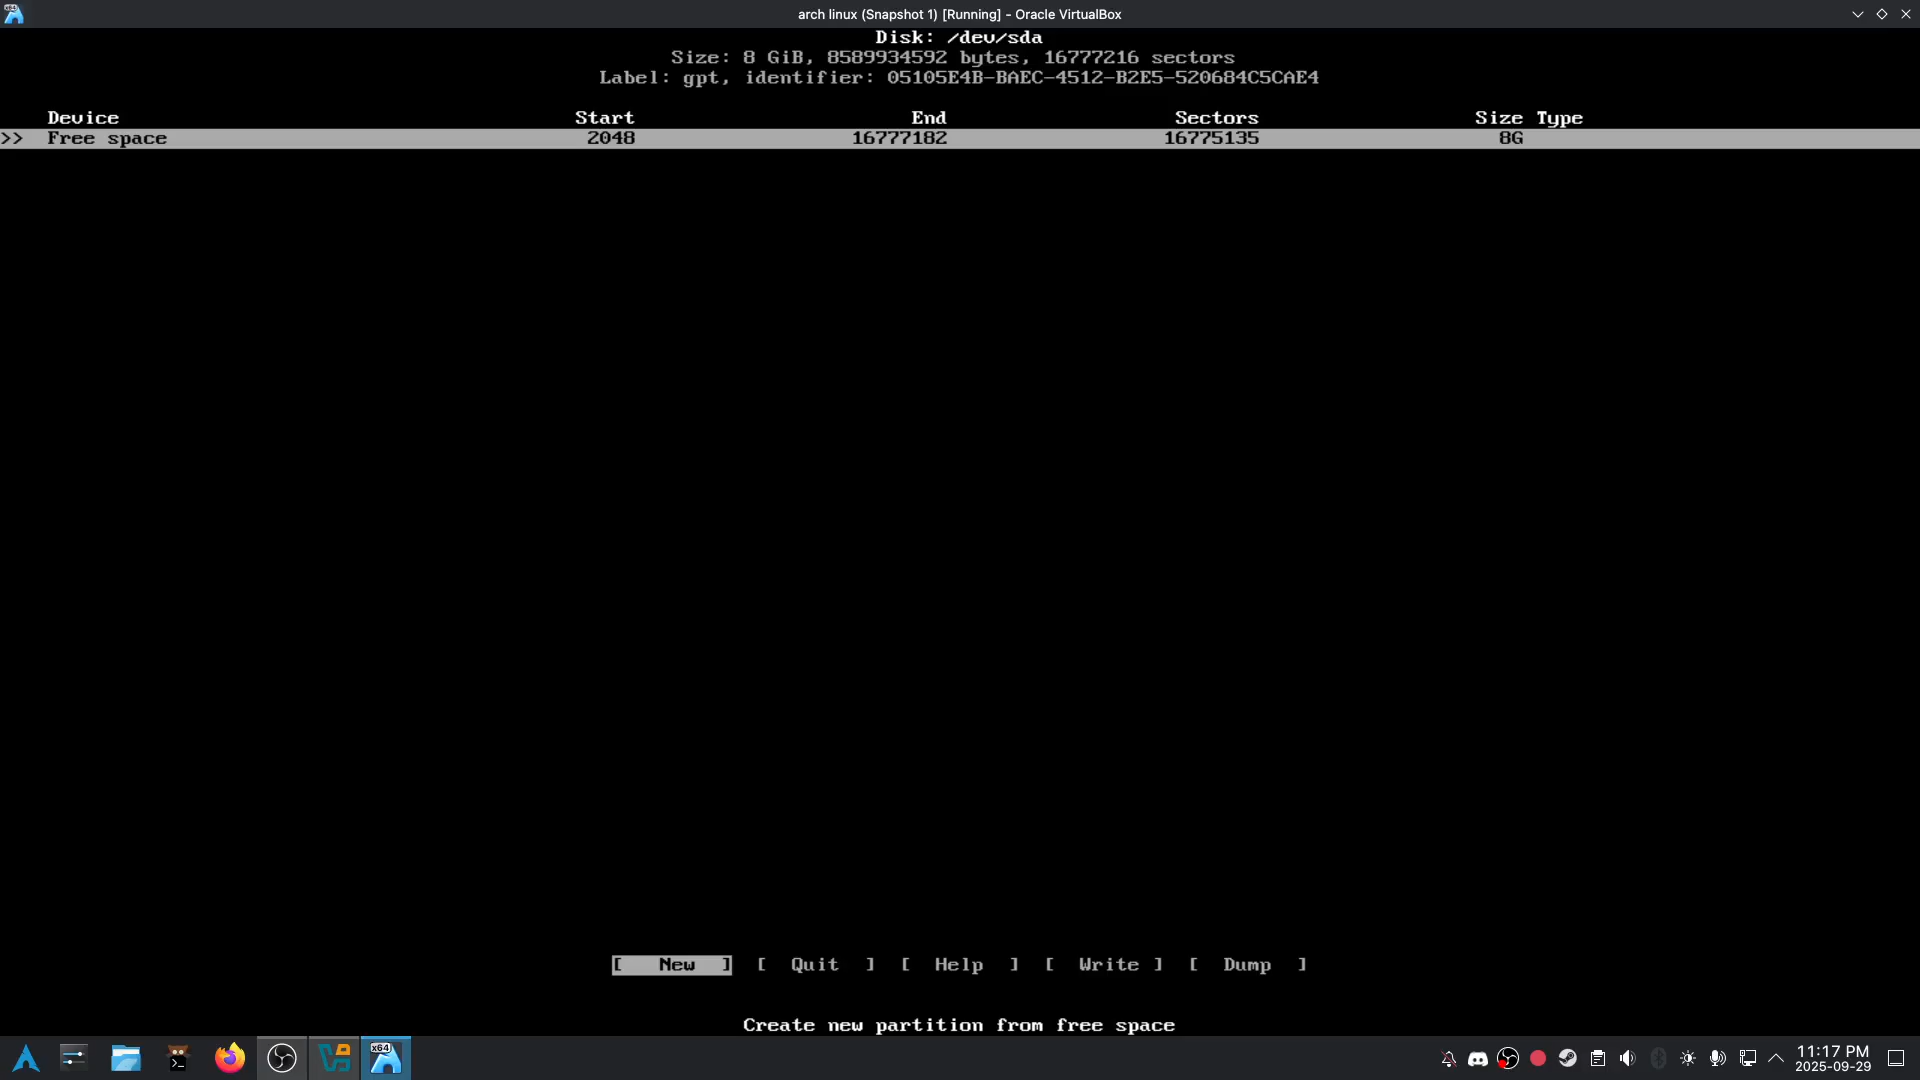 arch linux (Snapshot 1) [Running] - Oracle VirtualBox
Disk: /dev/sda
Size: 8 GiB, 8589934592 bytes, 16777216 sectors
Label: gpt, identifier: 05105E4B-BAEC-4512-B2E5-520684C5CAE4
Device Start End Sectors Size Type
>> Free space 2048 16777182 16775135 8G
[ New ] [ Quit ] [ Help ] [ Write ] [ Dump ]
Create new partition from free space
x64
11:17 PM
2025-09-29